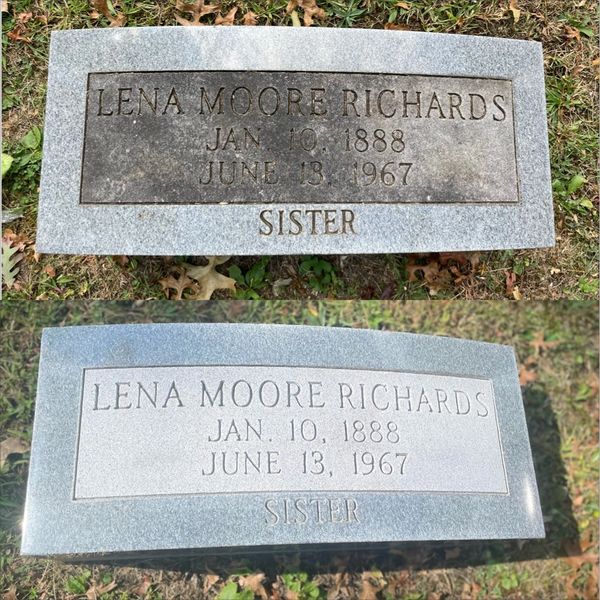 LENA MOORE RICHARDS
JAN. 10, 1888
JUNE 13, 1967
SISTER
LENA MOORE RICHARDS
JAN. 10, 1888
JUNE 13, 1967
SISTER